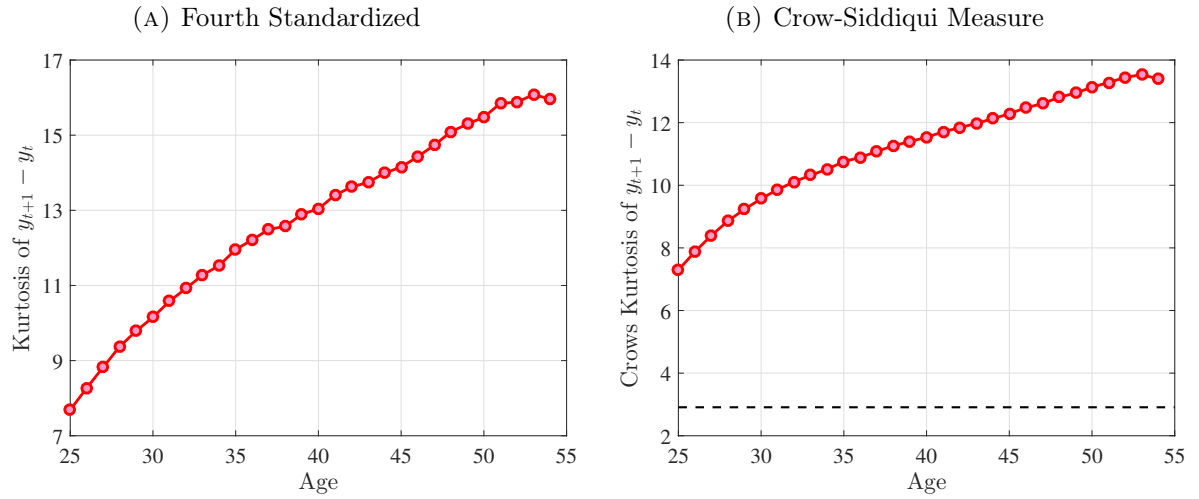 (A) Fourth Standardized
17
15
13
11
9
7
Kurtosis of y_{t+1} − y_t
25 30 35 40 45 50 55
Age
(B) Crow-Siddiqui Measure
14
12
10
8
6
4
2
Crows Kurtosis of y_{t+1} − y_t
25 30 35 40 45 50 55
Age